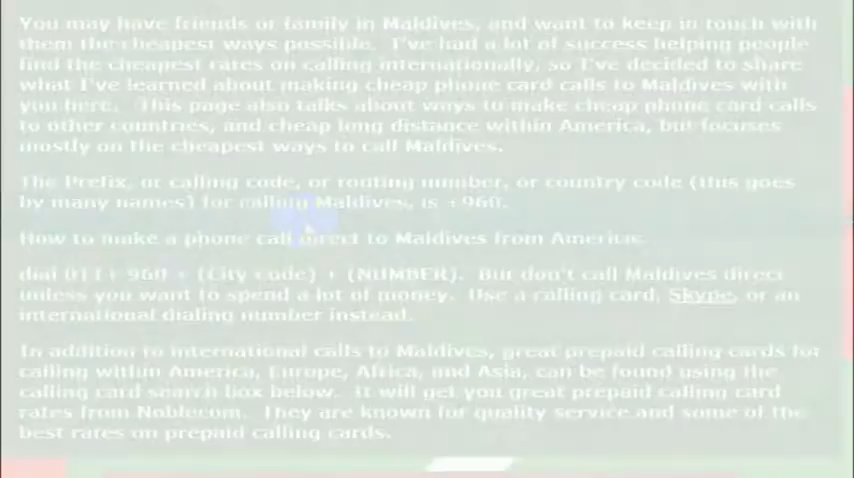 You may have friends or family in Maldives, and want to keep in touch with
them the cheapest ways possible. I've had a lot of success helping people
find the cheapest rates on calling internationally, so I've decided to share
what I've learned about making cheap phone card calls to Maldives with
you here. This page also talks about ways to make cheap phone card calls
to other countries, and cheap long distance within America, but focuses
mostly on the cheapest ways to call Maldives.
The Prefix, or calling code, or routing number, or country code (this goes
by many names) for calling Maldives, is +960.
How to make a phone call direct to Maldives from America:
dial 011+ 960 + (City code) + (NUMBER). But don't call Maldives direct
unless you want to spend a lot of money. Use a calling card, Skype, or an
international dialing number instead.
In addition to international calls to Maldives, great prepaid calling cards for
calling within America, Europe, Africa, and Asia, can be found using the
calling card search box below. It will get you great prepaid calling card
rates from Noblecom. They are known for quality service and some of the
best rates on prepaid calling cards.